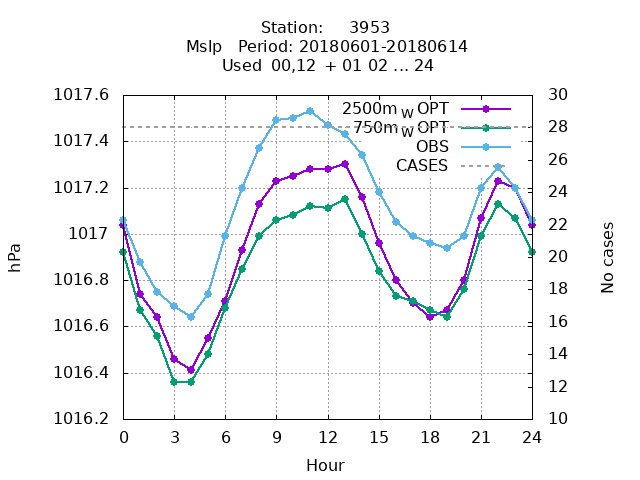 Station: 3953
Mslp Period: 20180601-20180614
Used 00,12 + 01 02 ... 24
1017.6
1017.4
1017.2
1017
1016.8
1016.6
1016.4
1016.2
hPa
30
28
26
24
22
20
18
16
14
12
10
No cases
2500m w OPT
750m w OPT
OBS
CASES
0 3 6 9 12 15 18 21 24
Hour